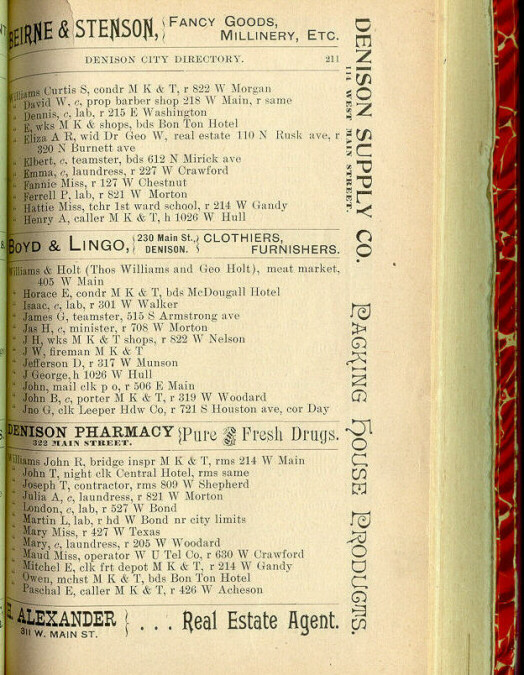 BEIRNE & STENSON, { FANCY GOODS,
MILLINERY, ETC.
DENISON CITY DIRECTORY. 211
Williams Curtis S, condr M K & T, r 822 W Morgan
" David W, c, prop barber shop 218 W Main, r same
" Dennis, c, lab, r 215 E Washington
" E, wks M K & shops, bds Bon Ton Hotel
" Eliza A R, wid Dr Geo W, real estate 110 N Rusk ave, r
320 N Burnett ave
" Elbert, c, teamster, bds 612 N Mirick ave
" Emma, c, laundress, r 227 W Crawford
" Fannie Miss, r 127 W Chestnut
" Ferrell P, lab, r 821 W Morton
" Hattie Miss, tchr 1st ward school, r 214 W Gandy
" Henry A, caller M K & T, h 1026 W Hull
BOYD & LINGO, { 230 Main St., DENISON. } CLOTHIERS,
FURNISHERS.
Williams & Holt (Thos Williams and Geo Holt), meat market,
405 W Main
" Horace E, condr M K & T, bds McDougall Hotel
" Isaac, c, lab, r 301 W Walker
" James G, teamster, 515 S Armstrong ave
" Jas H, c, minister, r 708 W Morton
" J H, wks M K & T shops, r 822 W Nelson
" J W, fireman M K & T
" Jefferson D, r 317 W Munson
" J George, h 1026 W Hull
" John, mail clk p o, r 506 E Main
" John B, c, porter M K & T, r 319 W Woodard
" Jno G, clk Leeper Hdw Co, r 721 S Houston ave, cor Day
DENISON PHARMACY } Pure & Fresh Drugs.
322 MAIN STREET.
Williams John R, bridge inspr M K & T, rms 214 W Main
" John T, night clk Central Hotel, rms same
" Joseph T, contractor, rms 809 W Shepherd
" Julia A, c, laundress, r 821 W Morton
" London, c, lab, r 527 W Bond
" Martin L, lab, r hd W Bond nr city limits
" Mary Miss, r 427 W Texas
" Mary, c, laundress, r 205 W Woodard
" Maud Miss, operator W U Tel Co, r 630 W Crawford
" Mitchel E, clk frt depot M K & T, r 214 W Gandy
" Owen, mchst M K & T, bds Bon Ton Hotel
" Paschal E, caller M K & T, r 426 W Acheson
H. ALEXANDER { . . . Real Estate Agent.
311 W. MAIN ST.
DENISON SUPPLY CO. PACKING HOUSE PRODUCTS.
111 WEST MAIN STREET.